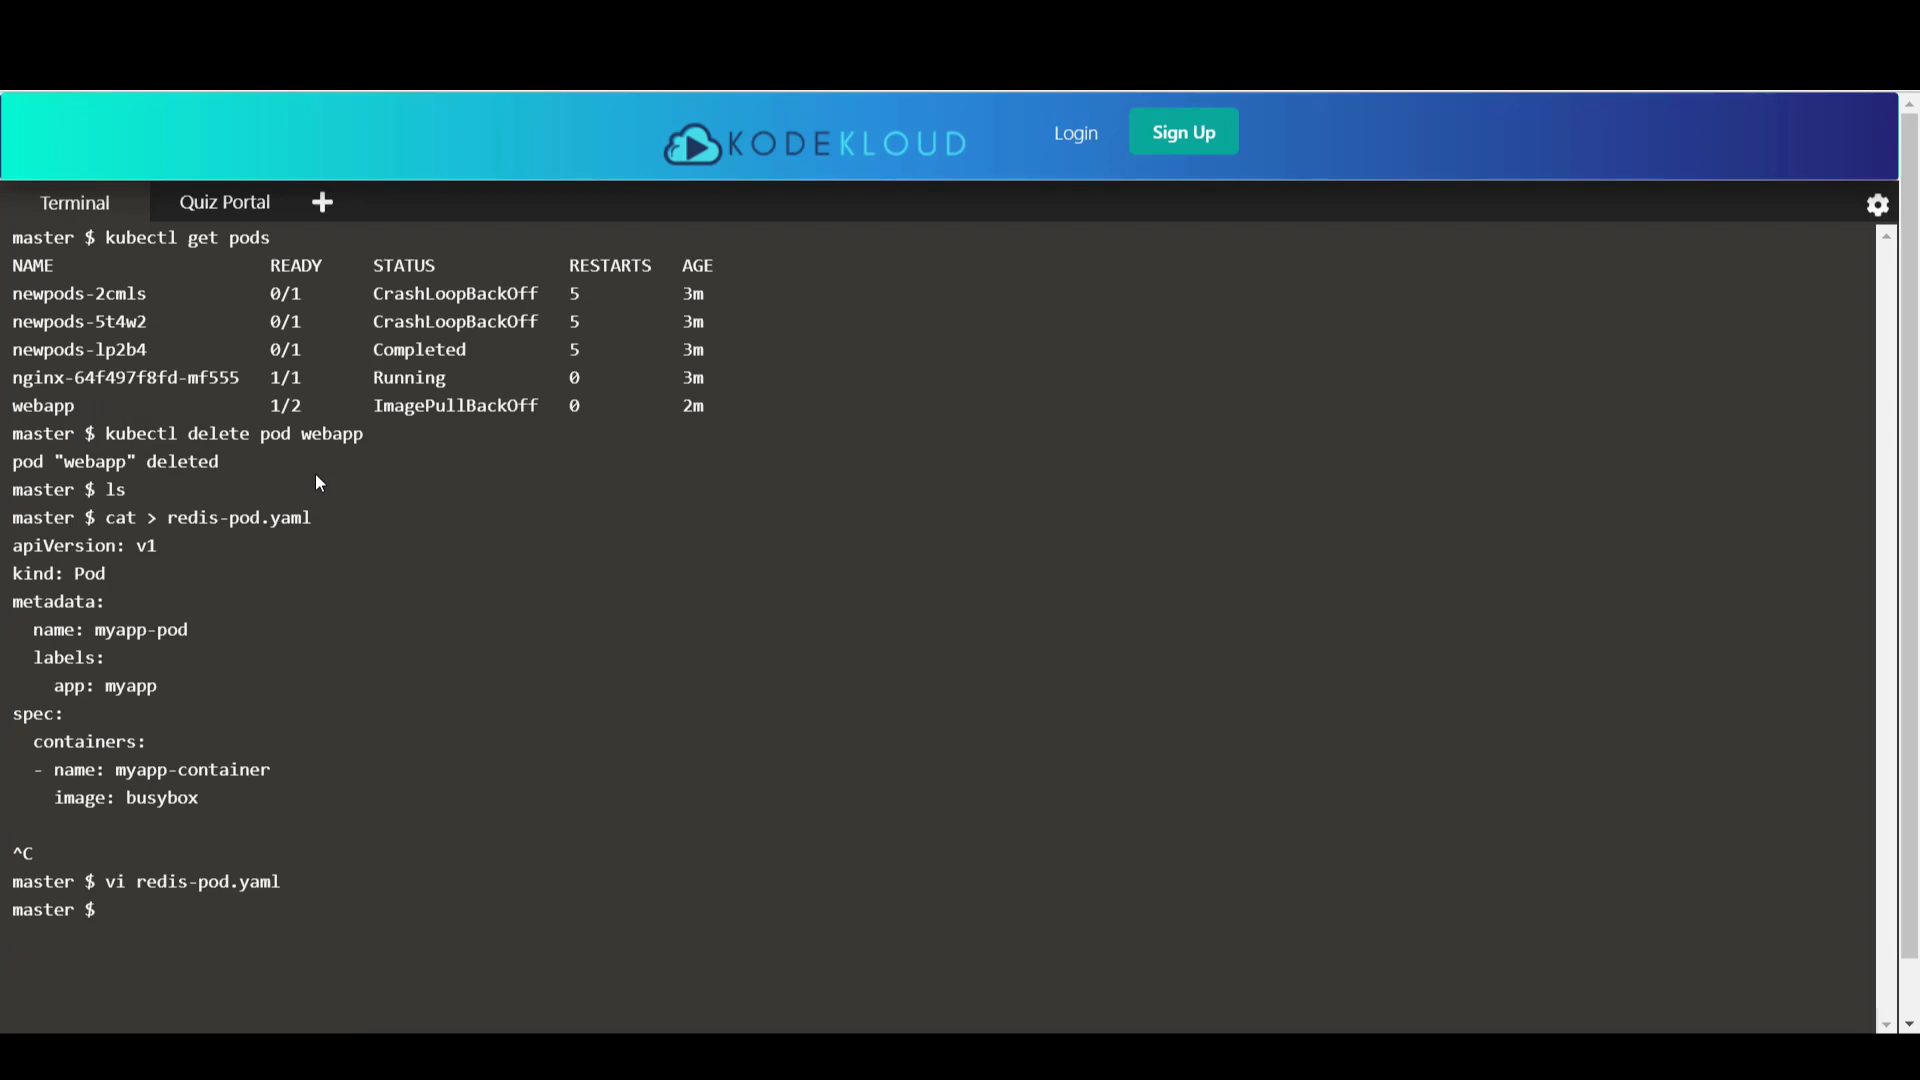 KODEKLOUD
Login
Sign Up
Terminal
Quiz Portal
master $ kubectl get pods
NAME READY STATUS RESTARTS AGE
newpods-2cmls 0/1 CrashLoopBackOff 5 3m
newpods-5t4w2 0/1 CrashLoopBackOff 5 3m
newpods-lp2b4 0/1 Completed 5 3m
nginx-64f497f8fd-mf555 1/1 Running 0 3m
webapp 1/2 ImagePullBackOff 0 2m
master $ kubectl delete pod webapp
pod "webapp" deleted
master $ ls
master $ cat > redis-pod.yaml
apiVersion: v1
kind: Pod
metadata:
  name: myapp-pod
  labels:
    app: myapp
spec:
  containers:
  - name: myapp-container
    image: busybox
^C
master $ vi redis-pod.yaml
master $